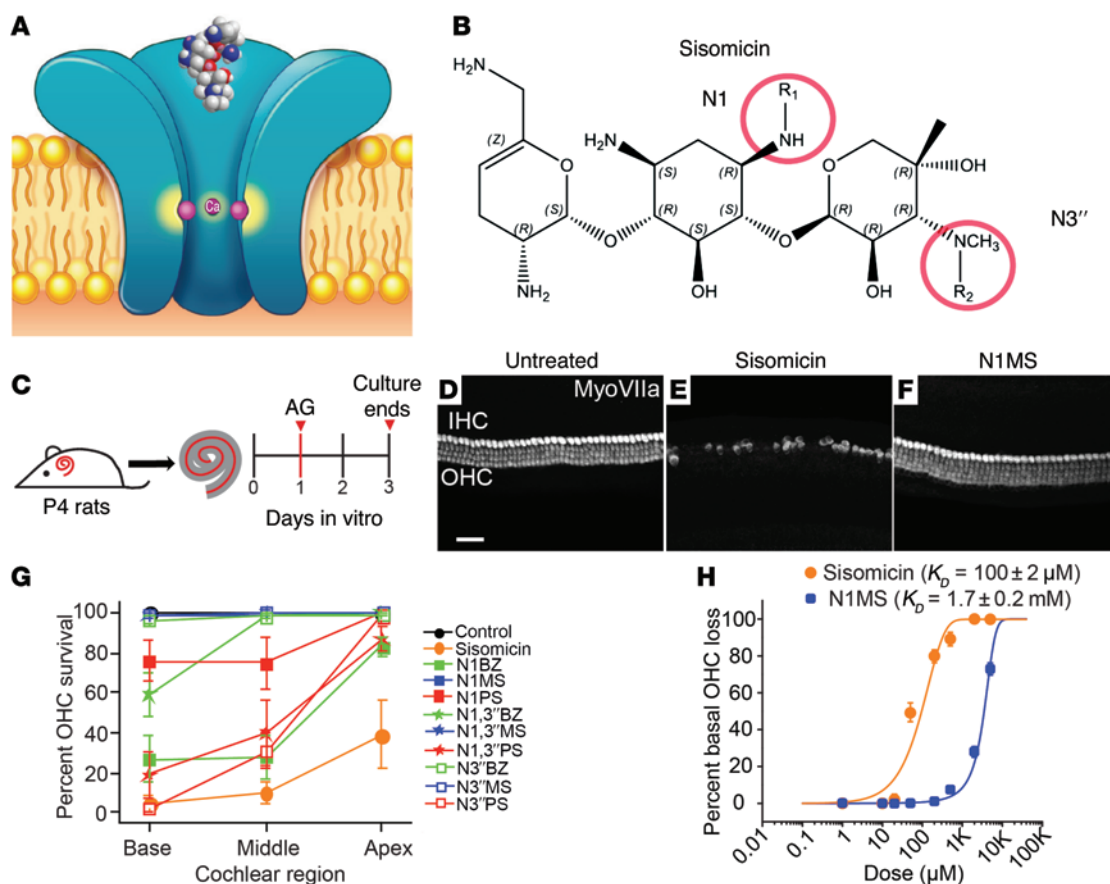 A
Ca
B
Sisomicin
N1
R1
NH
H2N
(Z)
O
H2N
(S)
(R)
O
(R)
OH
(S)
(R)
(S)
(R)
(R)
N3''
(R)
(S)
O
O
NCH3
NH2
OH
OH
R2
C
AG
Culture
ends
P4 rats
0 1 2 3
Days in vitro
Untreated
Sisomicin
N1MS
D
MyoVIIa
E
F
IHC
OHC
G
Percent OHC survival
100
80
60
40
20
0
Base
Middle
Apex
Cochlear region
Control
Sisomicin
N1BZ
N1MS
N1PS
N1,3''BZ
N1,3''MS
N1,3''PS
N3''BZ
N3''MS
N3''PS
H
Sisomicin (KD = 100 ± 2 µM)
N1MS (KD = 1.7 ± 0.2 mM)
Percent basal OHC loss
100
80
60
40
20
0
0.01
0.1
1
10
100
1K
10K
100K
Dose (µM)